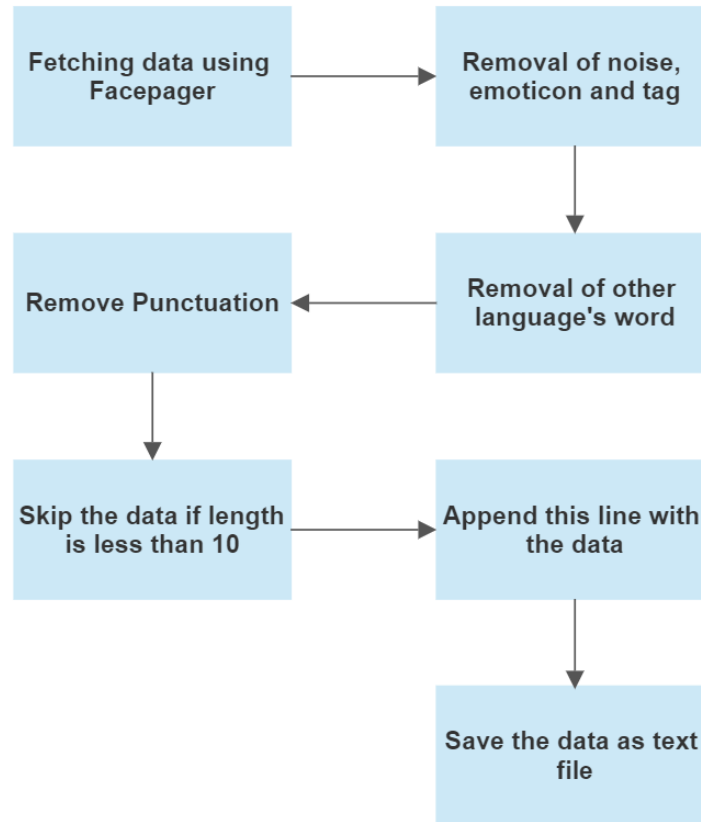 Fetching data using
Facepager
Removal of noise,
emoticon and tag
Removal of other
language's word
Remove Punctuation
Skip the data if length
is less than 10
Append this line with
the data
Save the data as text
file